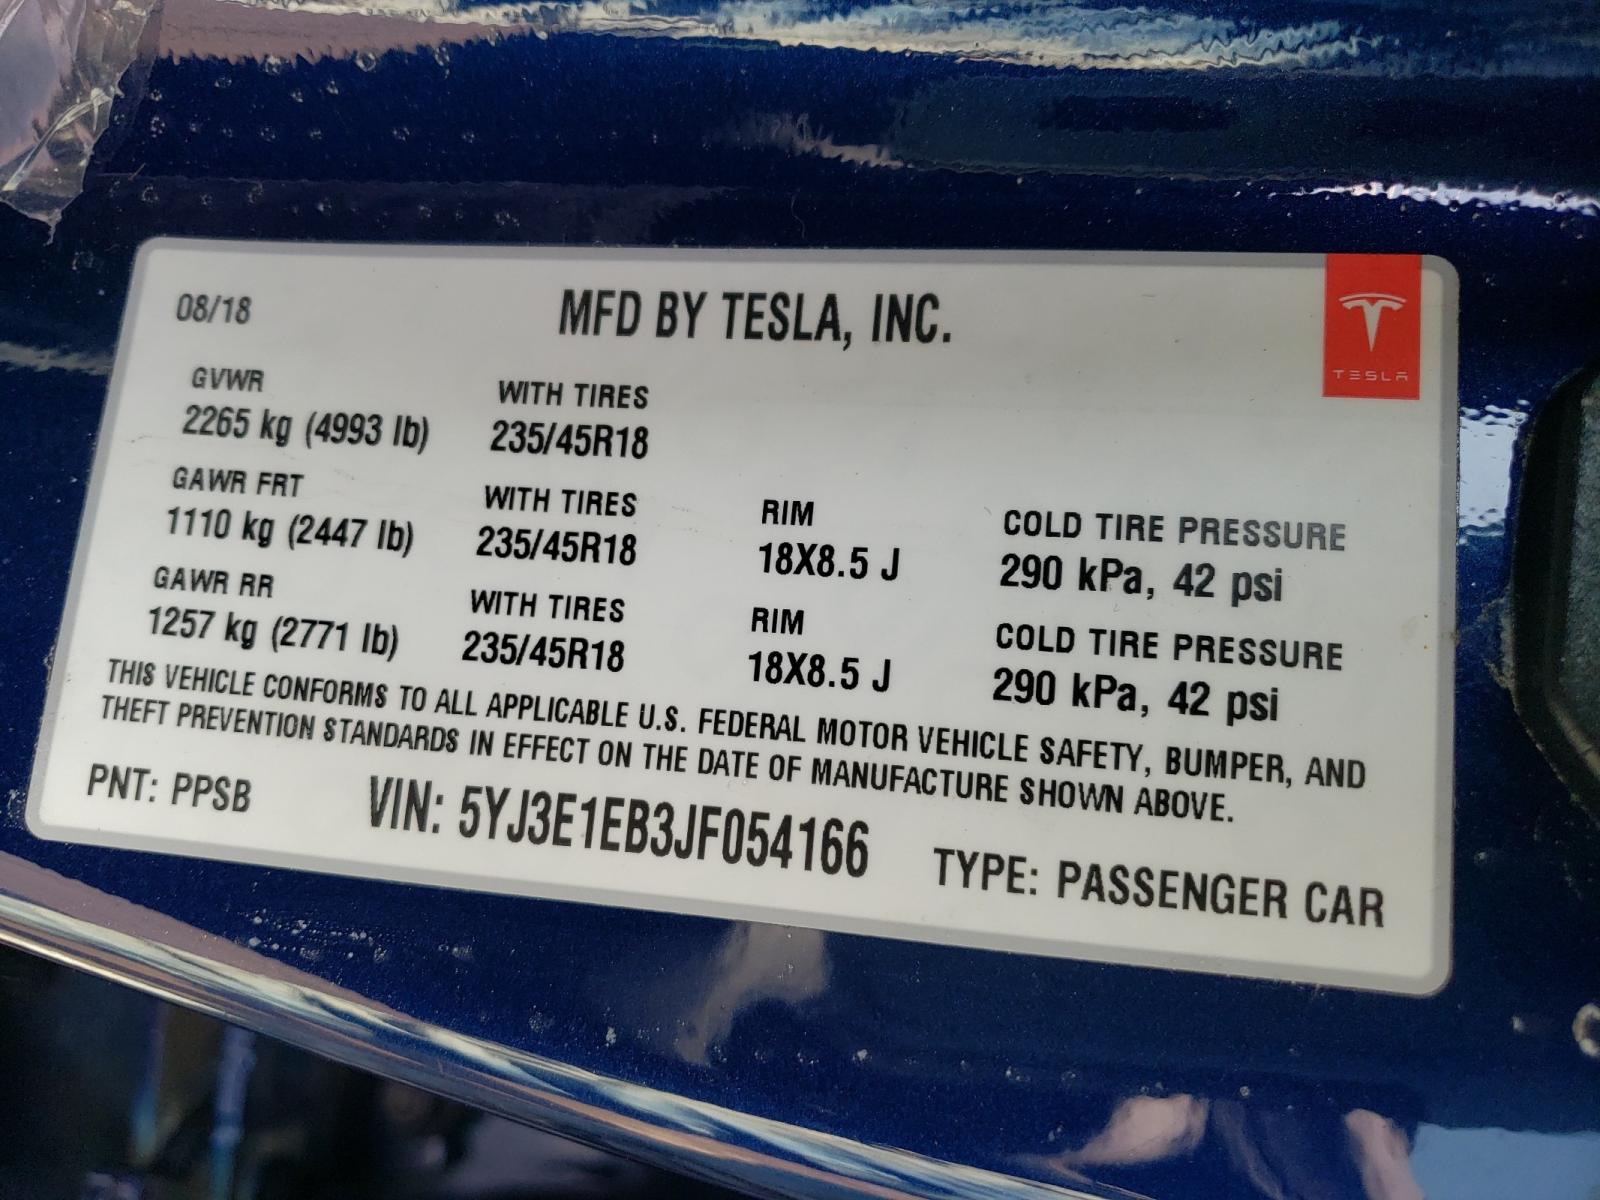 08/18
MFD BY TESLA, INC.
TESLA
GVWR
2265 kg (4993 lb)
WITH TIRES
235/45R18
GAWR FRT
1110 kg (2447 lb)
WITH TIRES
235/45R18
RIM
18X8.5 J
COLD TIRE PRESSURE
290 kPa, 42 psi
GAWR RR
1257 kg (2771 lb)
WITH TIRES
235/45R18
RIM
18X8.5 J
COLD TIRE PRESSURE
290 kPa, 42 psi
THIS VEHICLE CONFORMS TO ALL APPLICABLE U.S. FEDERAL MOTOR VEHICLE SAFETY, BUMPER, AND
THEFT PREVENTION STANDARDS IN EFFECT ON THE DATE OF MANUFACTURE SHOWN ABOVE.
PNT: PPSB
VIN: 5YJ3E1EB3JF054166
TYPE: PASSENGER CAR